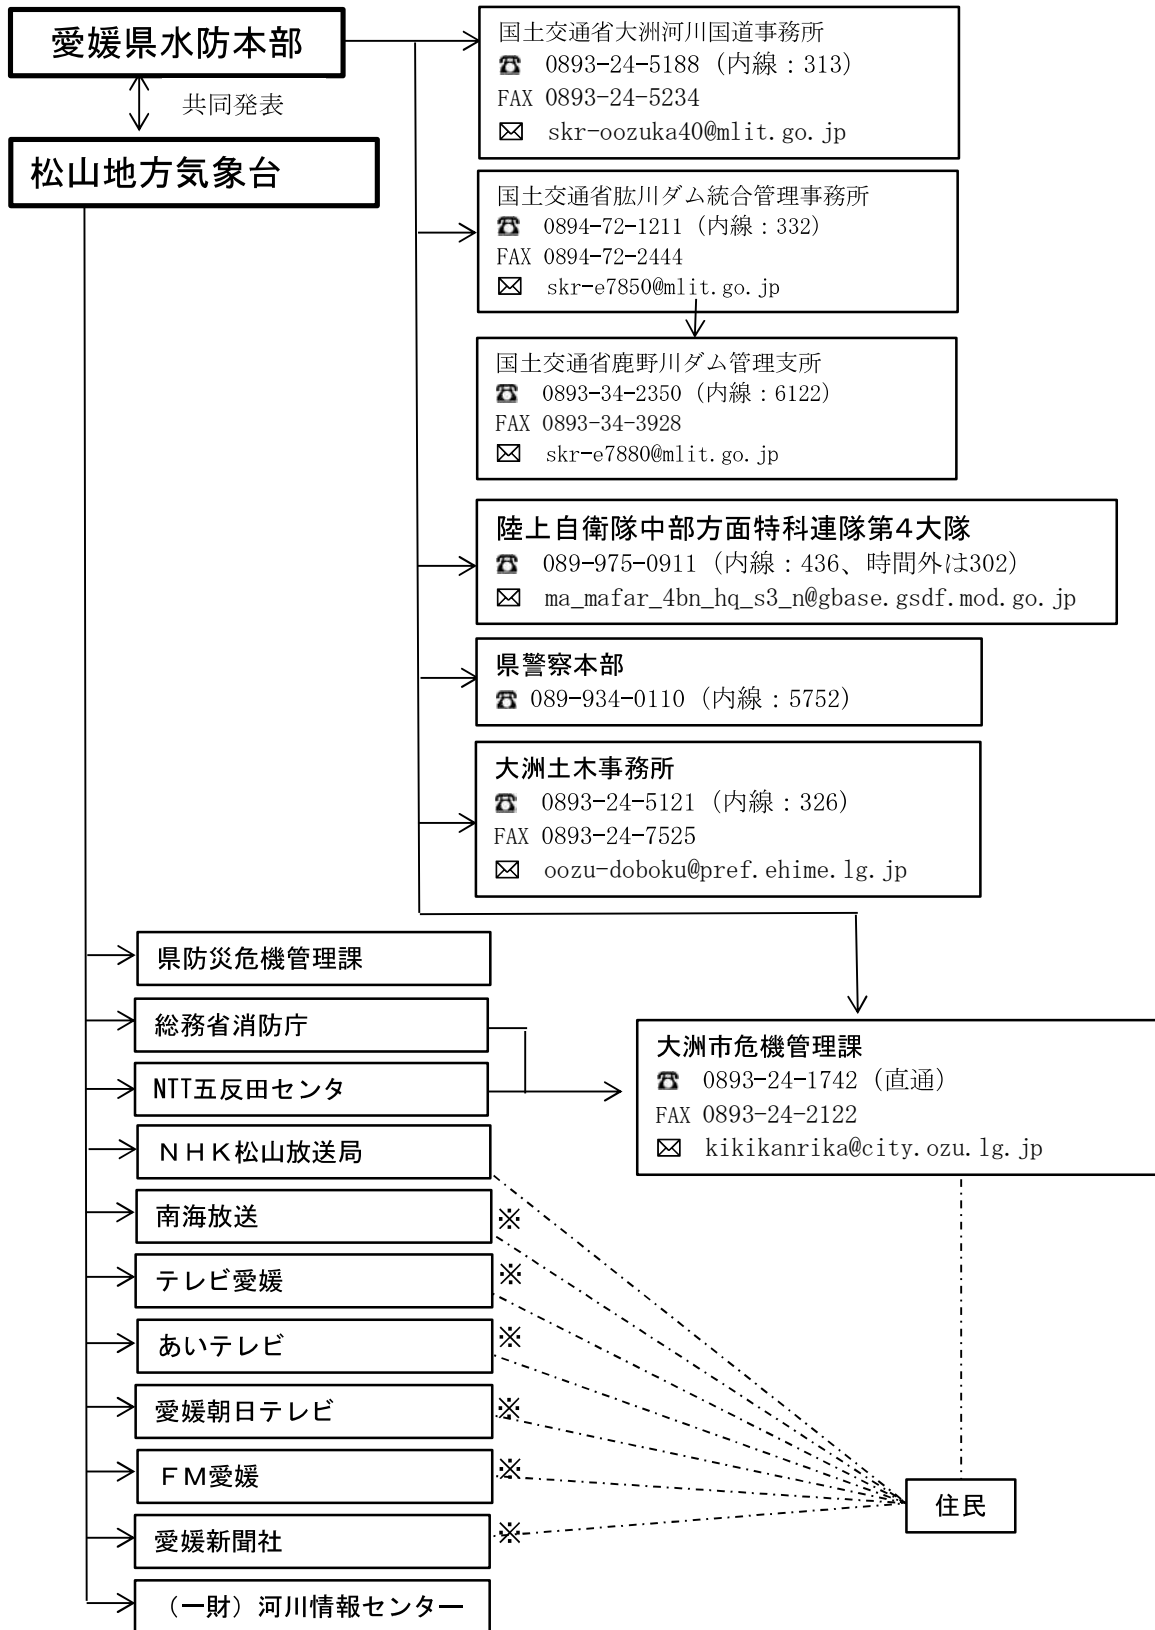 愛媛県水防本部
共同発表
松山地方気象台
国土交通省大洲河川国道事務所
☎ 0893-24-5188（内線：313）
FAX 0893-24-5234
✉ skr-oozuka40@mlit.go.jp
国土交通省肱川ダム統合管理事務所
☎ 0894-72-1211（内線：332）
FAX 0894-72-2444
✉ skr-e7850@mlit.go.jp
国土交通省鹿野川ダム管理支所
☎ 0893-34-2350（内線：6122）
FAX 0893-34-3928
✉ skr-e7880@mlit.go.jp
陸上自衛隊中部方面特科連隊第４大隊
☎ 089-975-0911（内線：436、時間外は302）
✉ ma_mafar_4bn_hq_s3_n@gbase.gsdf.mod.go.jp
県警察本部
☎ 089-934-0110（内線：5752）
大洲土木事務所
☎ 0893-24-5121（内線：326）
FAX 0893-24-7525
✉ oozu-doboku@pref.ehime.lg.jp
県防災危機管理課
総務省消防庁
NTT五反田センタ
ＮＨＫ松山放送局
南海放送 ※
テレビ愛媛 ※
あいテレビ ※
愛媛朝日テレビ ※
ＦＭ愛媛 ※
愛媛新聞社 ※
（一財）河川情報センター
大洲市危機管理課
☎ 0893-24-1742（直通）
FAX 0893-24-2122
✉ kikikanrika@city.ozu.lg.jp
住民